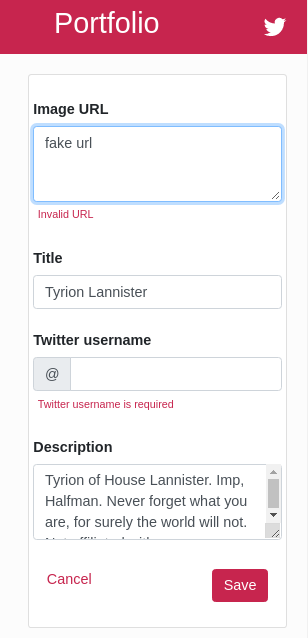 Portfolio
Image URL
fake url
Invalid URL
Title
Tyrion Lannister
Twitter username
@
Twitter username is required
Description
Tyrion of House Lannister. Imp,
Halfman. Never forget what you
are, for surely the world will not.
Cancel
Save